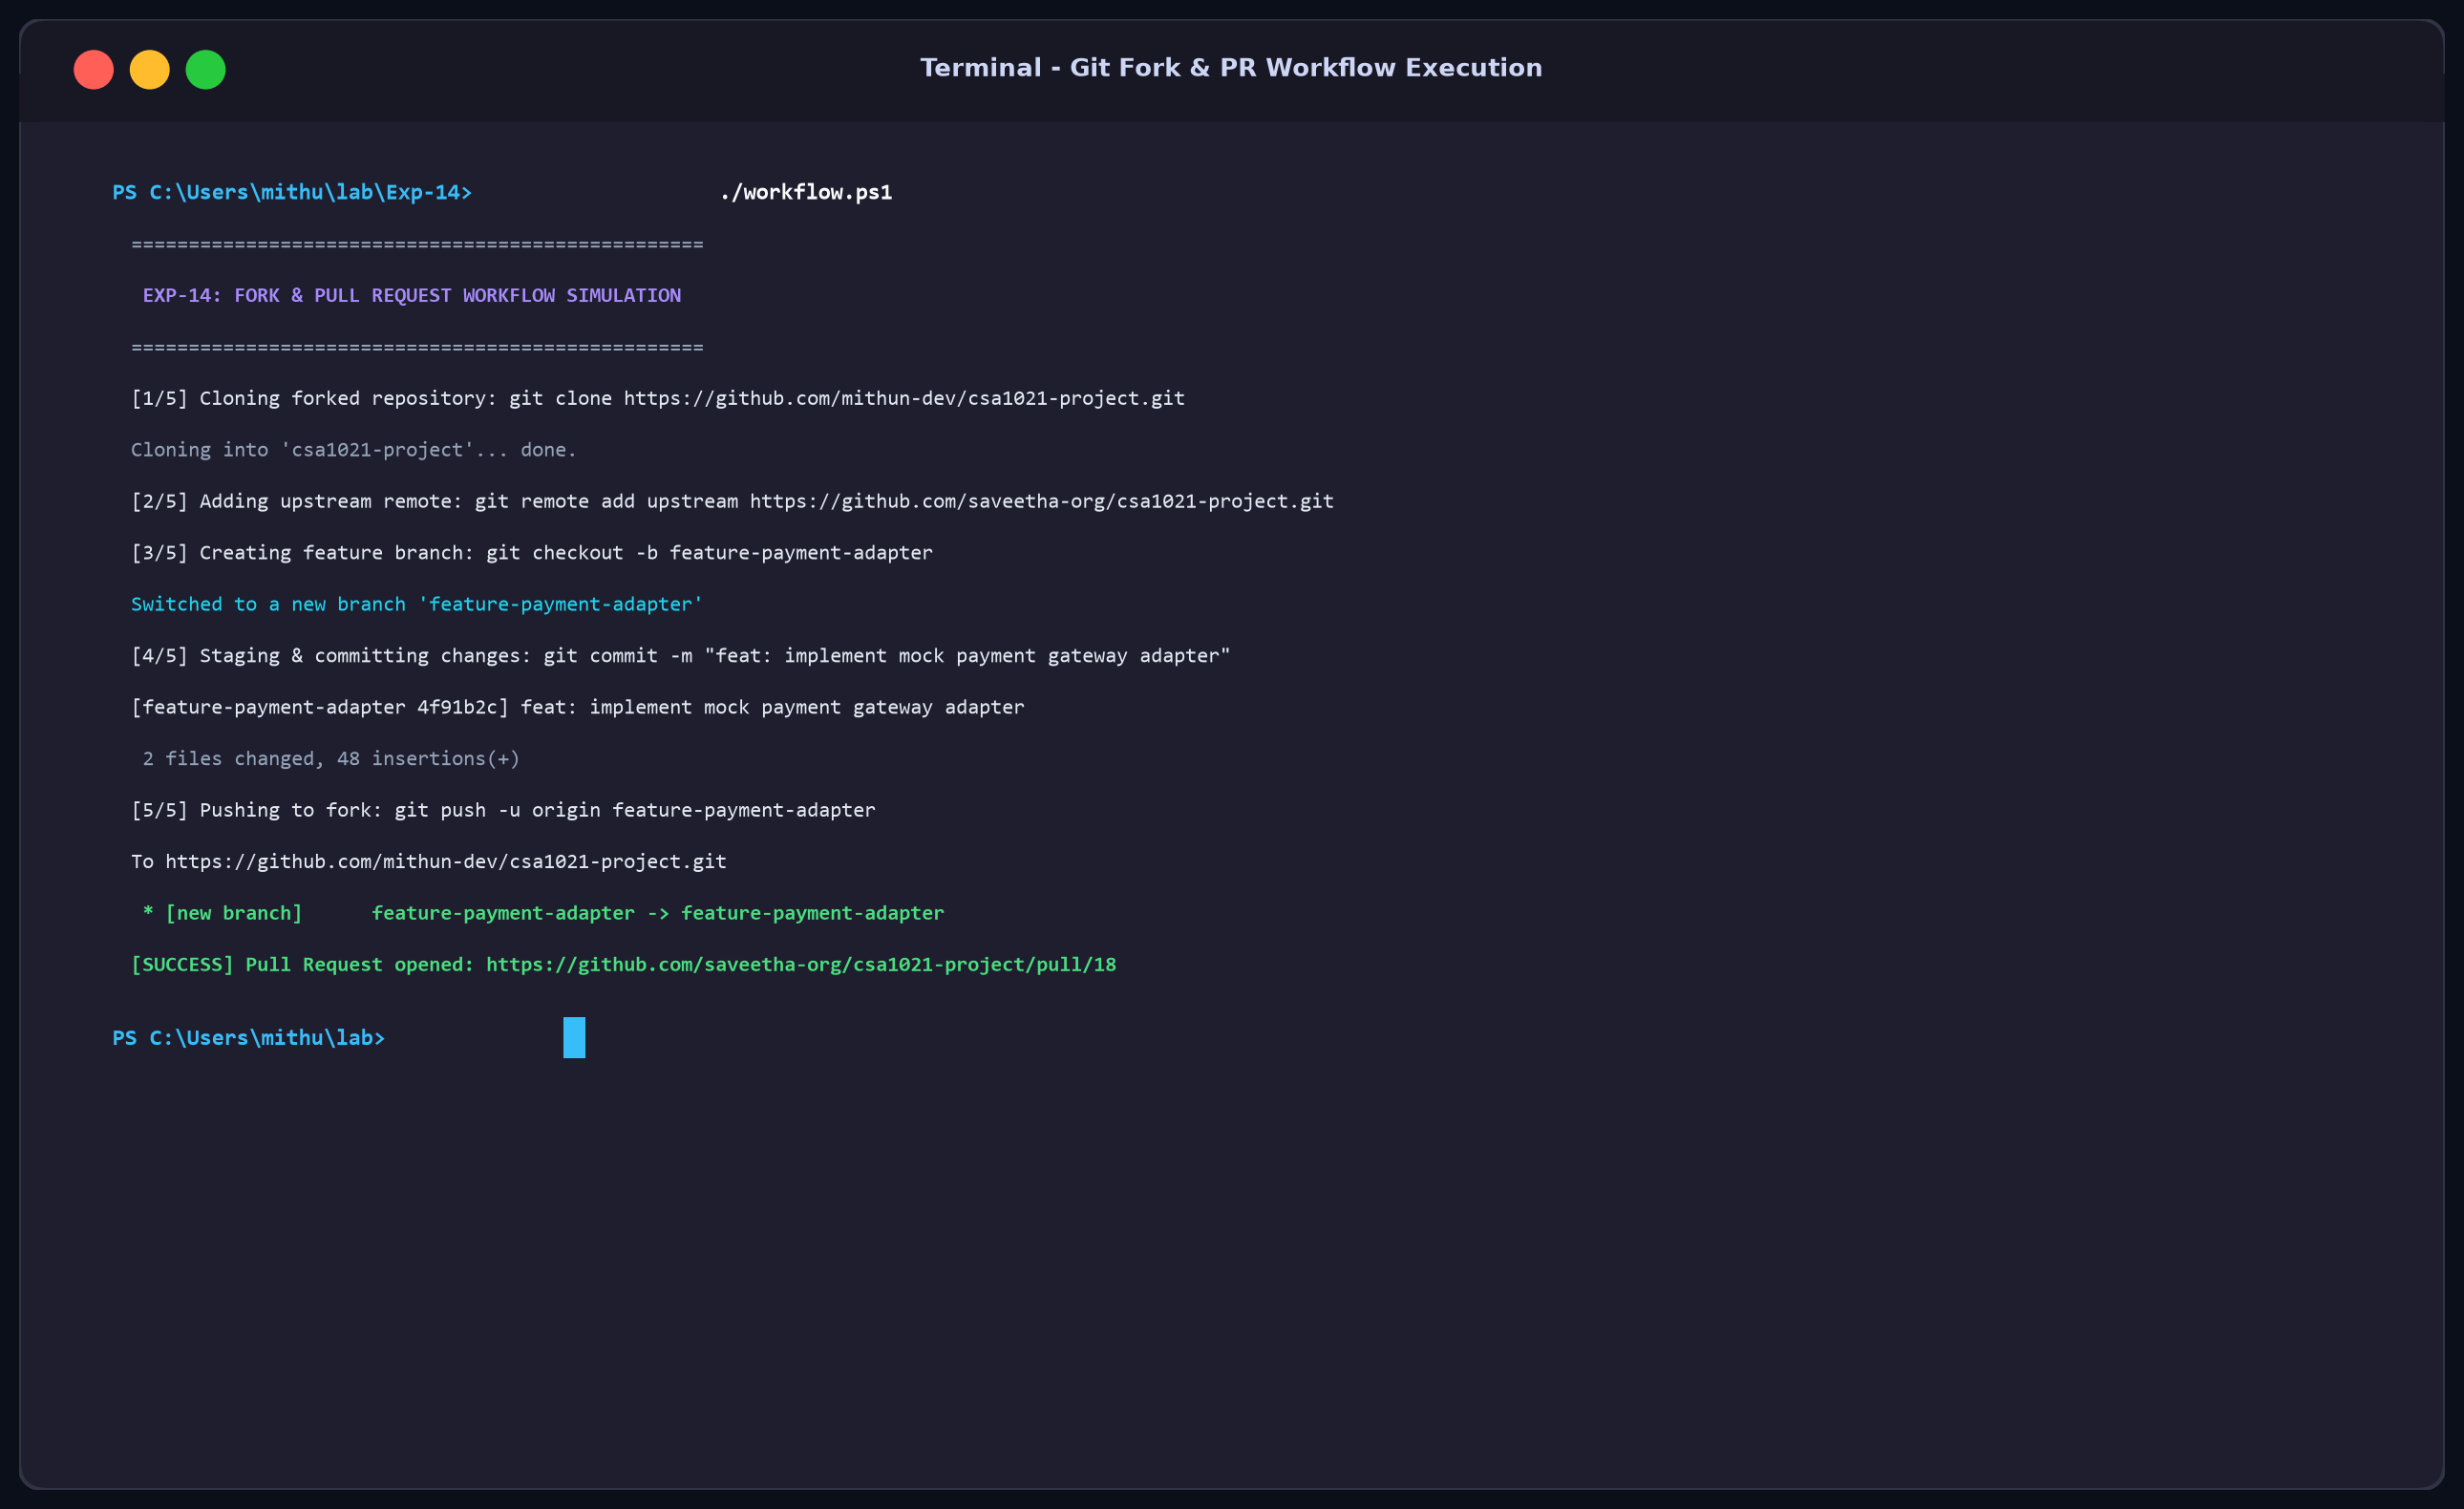 Terminal - Git Fork & PR Workflow Execution
PS C:\Users\mithu\lab\Exp-14> ./workflow.ps1
==================================================
EXP-14: FORK & PULL REQUEST WORKFLOW SIMULATION
==================================================
[1/5] Cloning forked repository: git clone https://github.com/mithun-dev/csa1021-project.git
Cloning into 'csa1021-project'... done.
[2/5] Adding upstream remote: git remote add upstream https://github.com/saveetha-org/csa1021-project.git
[3/5] Creating feature branch: git checkout -b feature-payment-adapter
Switched to a new branch 'feature-payment-adapter'
[4/5] Staging & committing changes: git commit -m "feat: implement mock payment gateway adapter"
[feature-payment-adapter 4f91b2c] feat: implement mock payment gateway adapter
2 files changed, 48 insertions(+)
[5/5] Pushing to fork: git push -u origin feature-payment-adapter
To https://github.com/mithun-dev/csa1021-project.git
* [new branch]      feature-payment-adapter -> feature-payment-adapter
[SUCCESS] Pull Request opened: https://github.com/saveetha-org/csa1021-project/pull/18
PS C:\Users\mithu\lab>